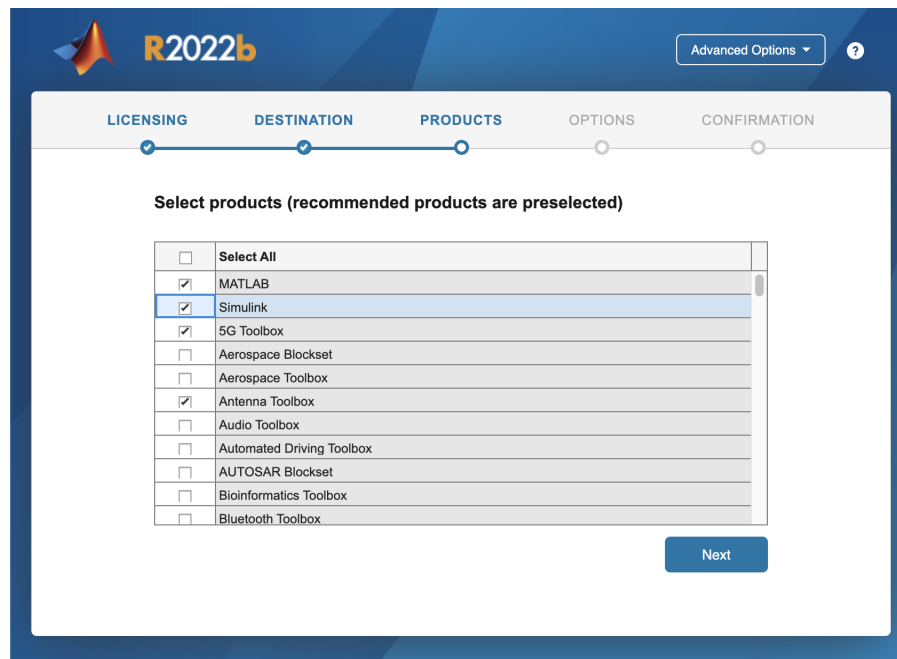 R2022b
Advanced Options
?
LICENSING DESTINATION PRODUCTS OPTIONS CONFIRMATION
Select products (recommended products are preselected)
Select All
MATLAB
Simulink
5G Toolbox
Aerospace Blockset
Aerospace Toolbox
Antenna Toolbox
Audio Toolbox
Automated Driving Toolbox
AUTOSAR Blockset
Bioinformatics Toolbox
Bluetooth Toolbox
Next